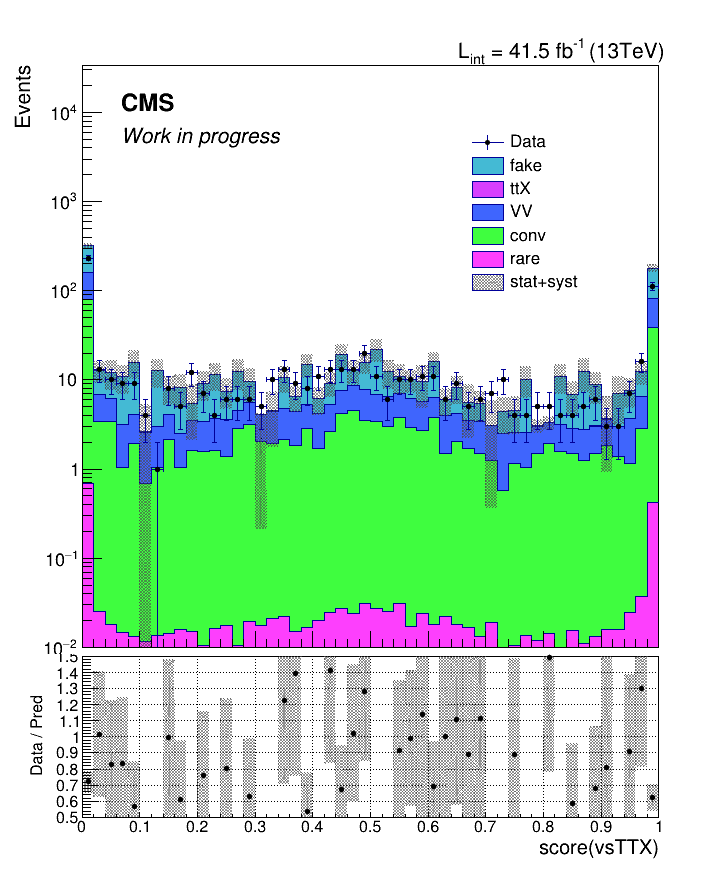 L_int = 41.5 fb^-1 (13TeV)
Events
CMS
Work in progress
Data
fake
ttX
VV
conv
rare
stat+syst
10^4
10^3
10^2
10
1
10^−1
10^−2
Data / Pred
1.5
1.4
1.3
1.2
1.1
1
0.9
0.8
0.7
0.6
0.5
0 0.1 0.2 0.3 0.4 0.5 0.6 0.7 0.8 0.9 1
score(vsTTX)